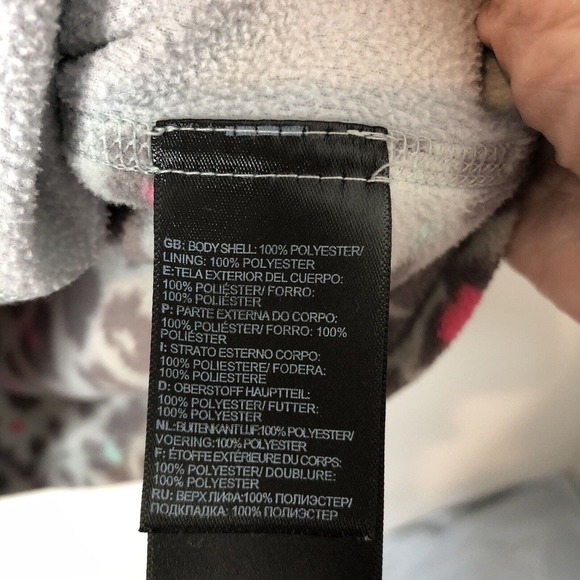 GB: BODY SHELL: 100% POLYESTER/
LINING: 100% POLYESTER
E:TELA EXTERIOR DEL CUERPO:
100% POLIÉSTER/ FORRO:
100% POLIÉSTER
P: PARTE EXTERNA DO CORPO:
100% POLIÉSTER/ FORRO: 100%
POLIÉSTER
I: STRATO ESTERNO CORPO:
100% POLIESTERE/ FODERA:
100% POLIESTERE
D: OBERSTOFF HAUPTTEIL:
100% POLYESTER/ FUTTER:
100% POLYESTER
NL:BUITENKANT LIJF:100% POLYESTER/
VOERING:100% POLYESTER
F: ÉTOFFE EXTÉRIEURE DU CORPS:
100% POLYESTER/ DOUBLURE:
100% POLYESTER
RU: ВЕРХ ЛИФА:100% ПОЛИЭСТЕР/
ПОДКЛАДКА: 100% ПОЛИЭСТЕР